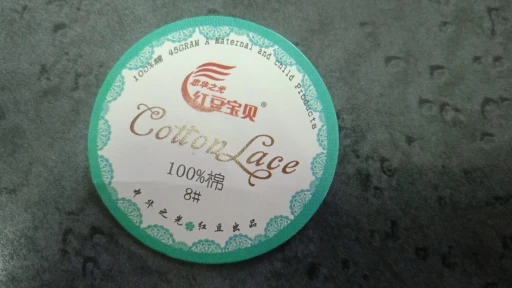 100%棉 45GRAM A Maternal and Child Products
中华之光
红豆宝贝®
Cotton Lace
100%棉
8#
中华之光 红豆出品